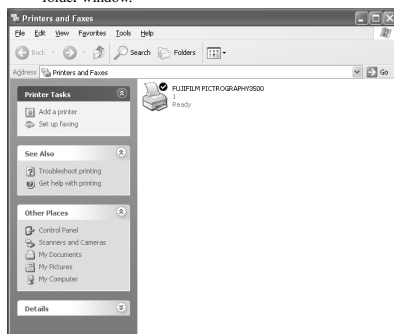 folder window.
Printers and Faxes
File Edit View Favorites Tools Help
Back Search Folders
Address Printers and Faxes Go
Printer Tasks
Add a printer
Set up faxing
See Also
Troubleshoot printing
Get help with printing
Other Places
Control Panel
Scanners and Cameras
My Documents
My Pictures
My Computer
Details
FUJIFILM PICTROGRAPHY3500
1
Ready